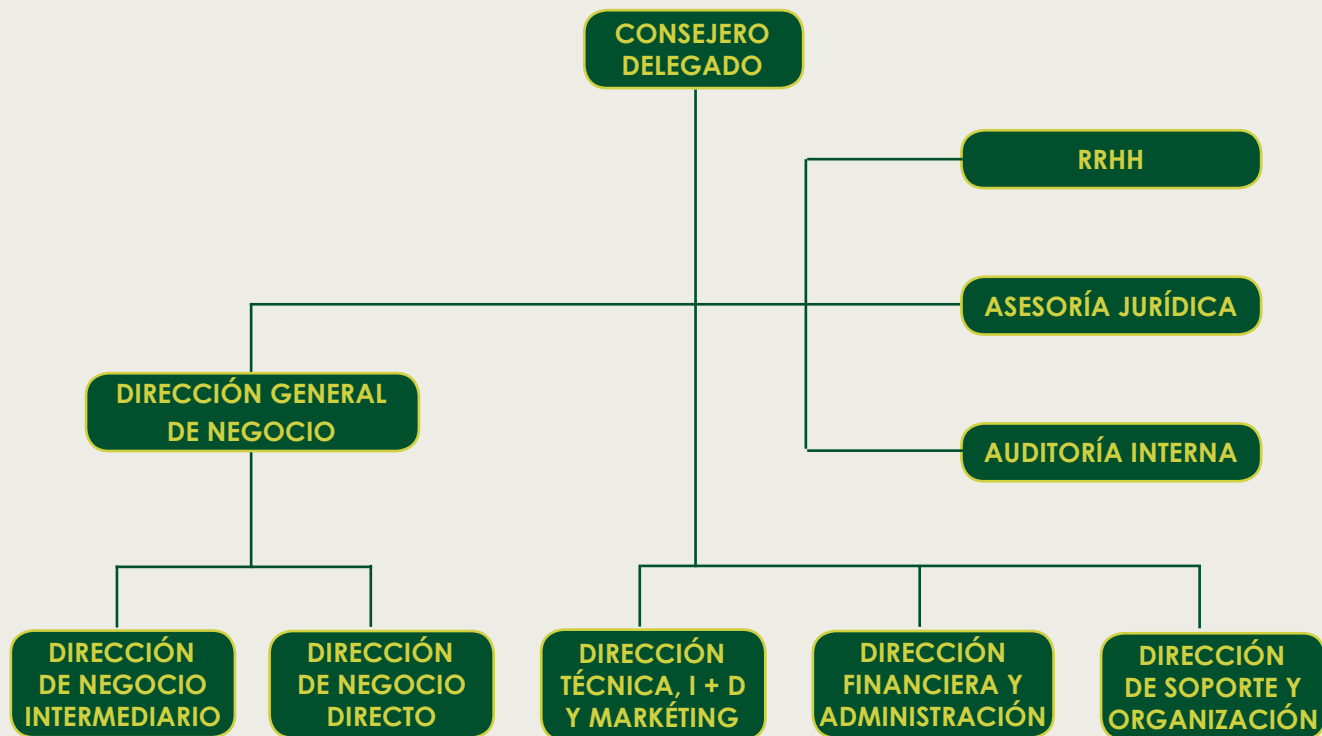 CONSEJERO
DELEGADO
RRHH
ASESORÍA JURÍDICA
DIRECCIÓN GENERAL
DE NEGOCIO
AUDITORÍA INTERNA
DIRECCIÓN
DE NEGOCIO
INTERMEDIARIO
DIRECCIÓN
DE NEGOCIO
DIRECTO
DIRECCIÓN
TÉCNICA, I + D
Y MARKÉTING
DIRECCIÓN
FINANCIERA Y
ADMINISTRACIÓN
DIRECCIÓN
DE SOPORTE Y
ORGANIZACIÓN